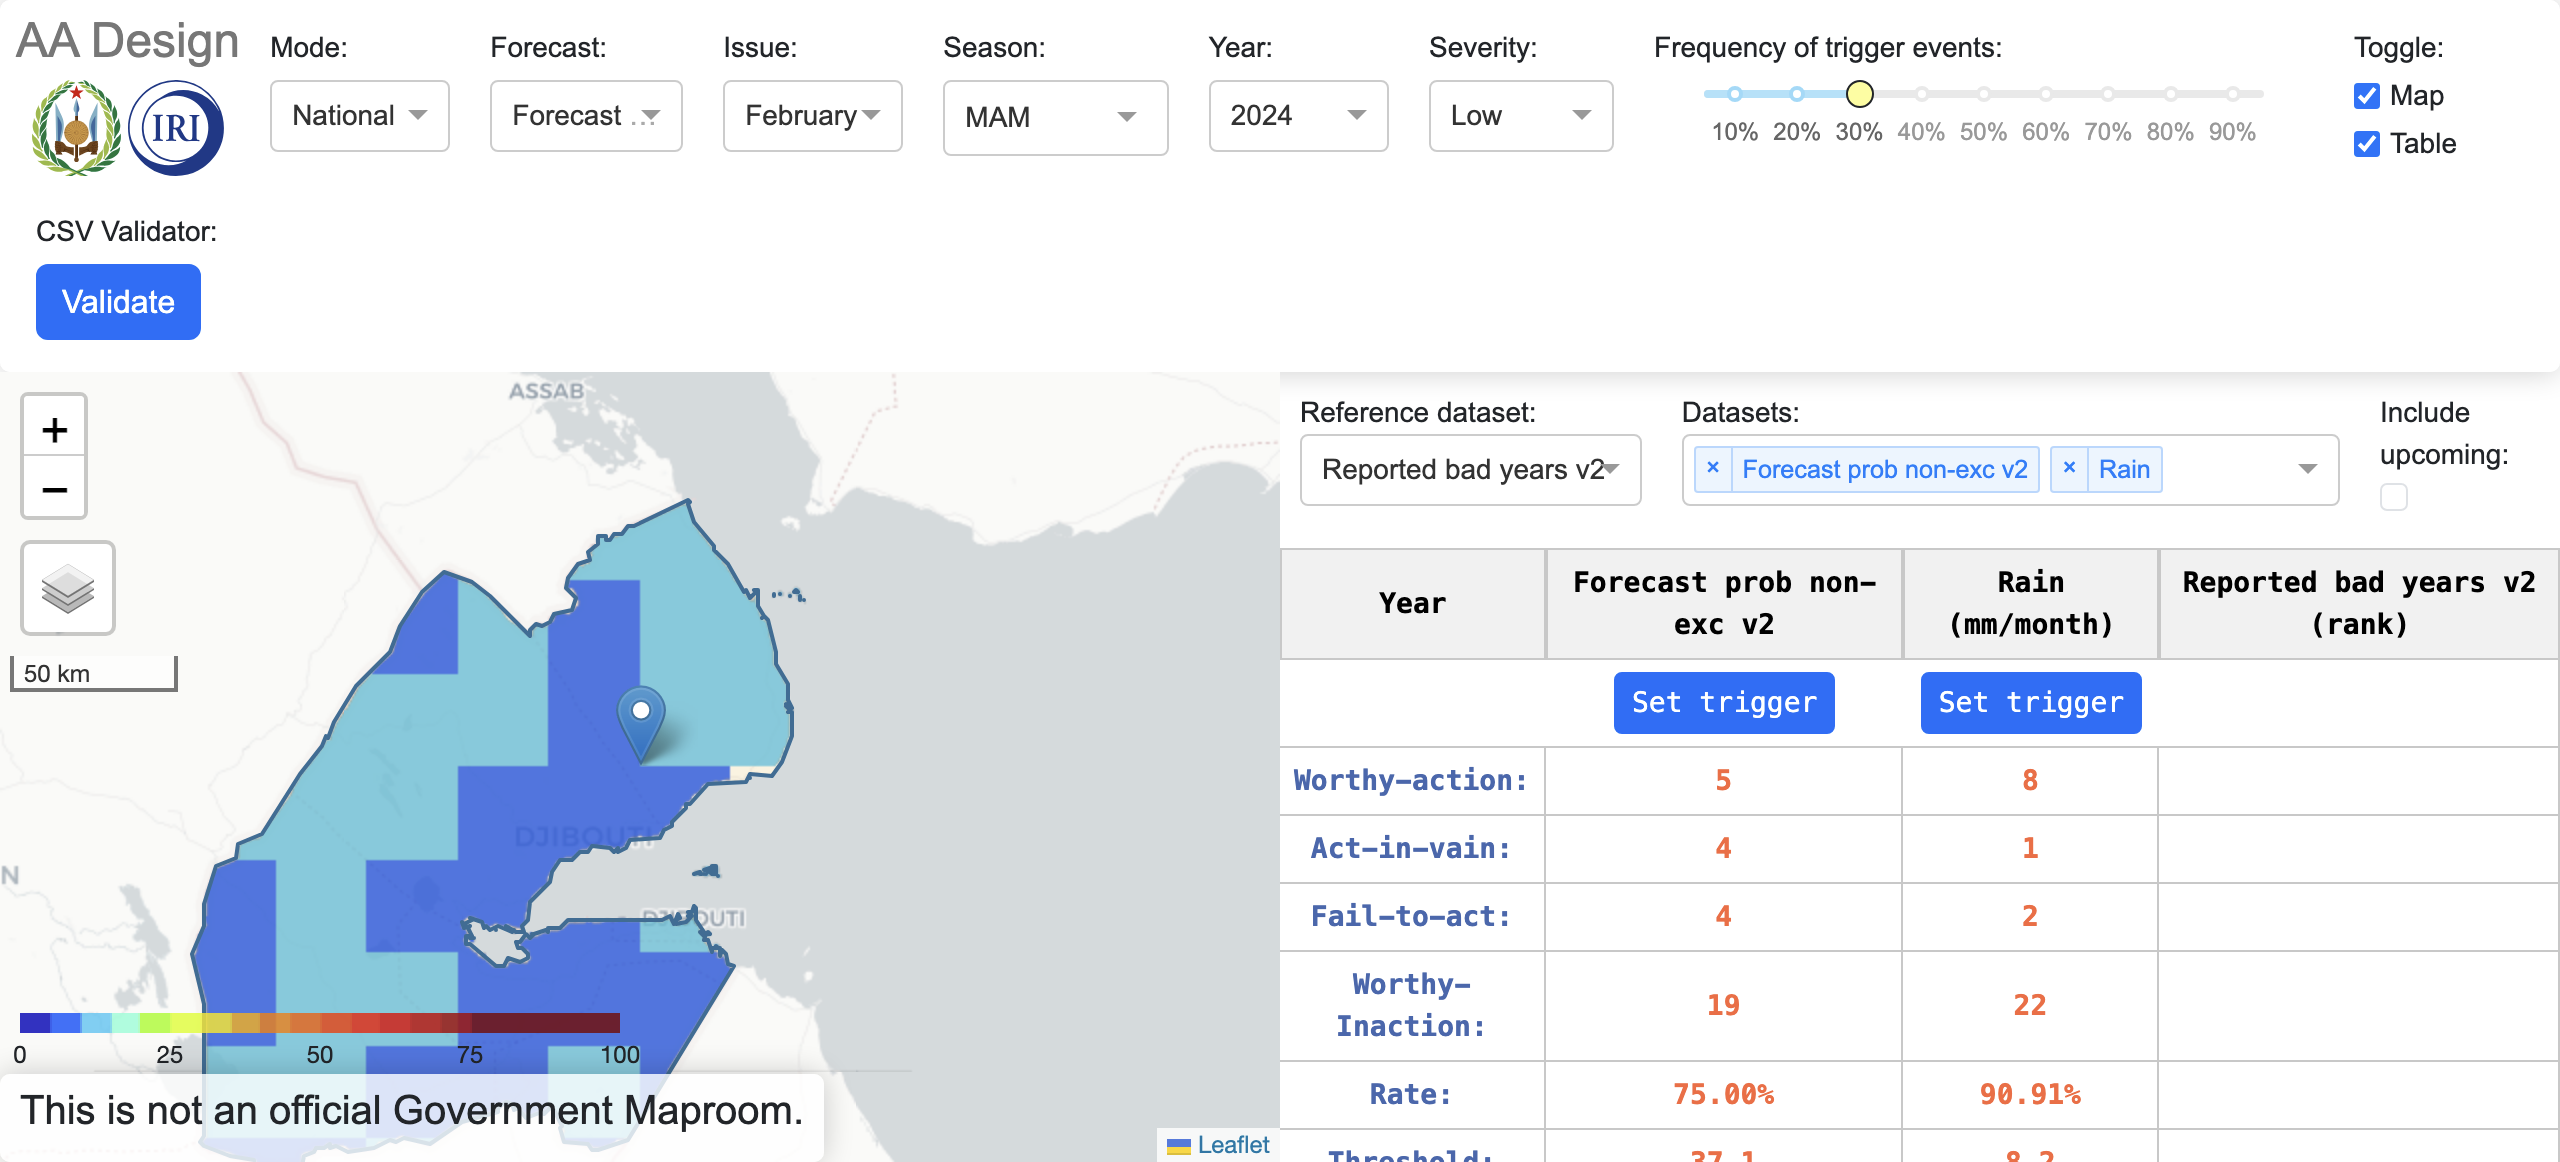 AA Design
IRI
Mode:
National
Forecast:
Forecast ...
Issue:
February
Season:
MAM
Year:
2024
Severity:
Low
Frequency of trigger events:
10% 20% 30% 40% 50% 60% 70% 80% 90%
Toggle:
Map
Table
CSV Validator:
Validate
ASSAB
+
−
50 km
DJIBOUTI
N
DJIBOUTI
0 25 50 75 100
This is not an official Government Maproom.
Leaflet
Reference dataset:
Reported bad years v2
Datasets:
× Forecast prob non-exc v2 × Rain
Include
upcoming:
Year
Forecast prob non-
exc v2
Rain
(mm/month)
Reported bad years v2
(rank)
Set trigger Set trigger
Worthy-action: 5 8
Act-in-vain: 4 1
Fail-to-act: 4 2
Worthy-
Inaction: 19 22
Rate: 75.00% 90.91%
Threshold: 37.1 8.2